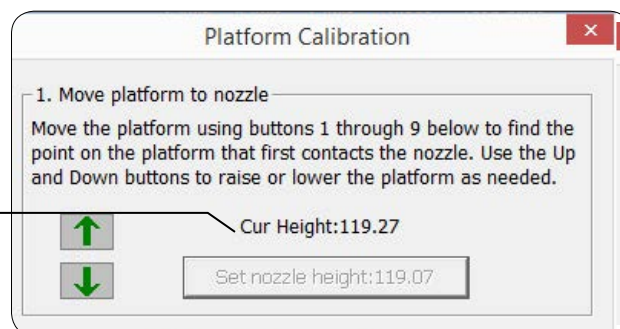 Platform Calibration
1. Move platform to nozzle
Move the platform using buttons 1 through 9 below to find the
point on the platform that first contacts the nozzle. Use the Up
and Down buttons to raise or lower the platform as needed.
Cur Height:119.27
Set nozzle height:119.07